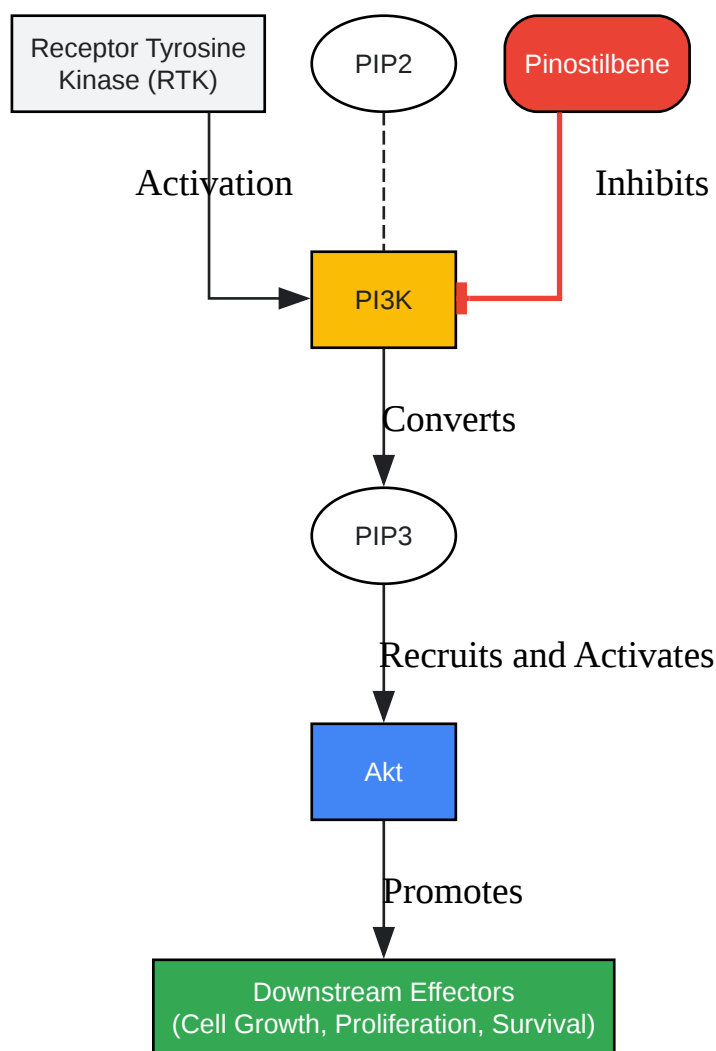 Receptor Tyrosine
Kinase (RTK)
PIP2
Pinostilbene
Activation
Inhibits
PI3K
Converts
PIP3
Recruits and Activates
Akt
Promotes
Downstream Effectors
(Cell Growth, Proliferation, Survival)